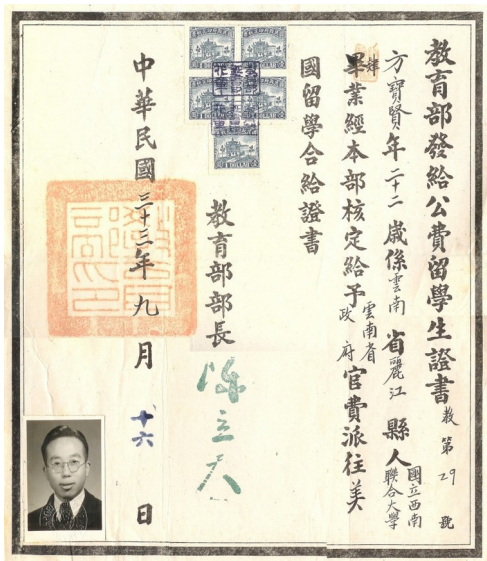 教育部發給公費留學生證書 教第29號
方寶賢年二十二歲係雲南省麗江縣人國立西南聯合大學
肄畢業經本部核定給予雲南省政府官費派往美
國留學合給證書
教育部部長 陳立夫
中華民國三十三年九月十六日